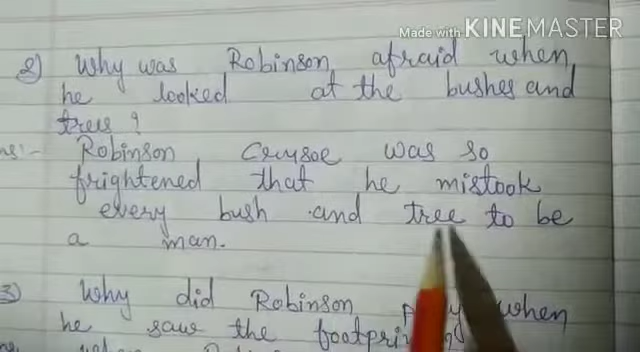 Made with KINEMASTER
2) Why was Robinson afraid when
he looked at the bushes and
trees?
ns:- Robinson Cruysoe was so
frightened that he mistook
every bush and tree to be
a man.
3) Why did Robinson when
he saw the